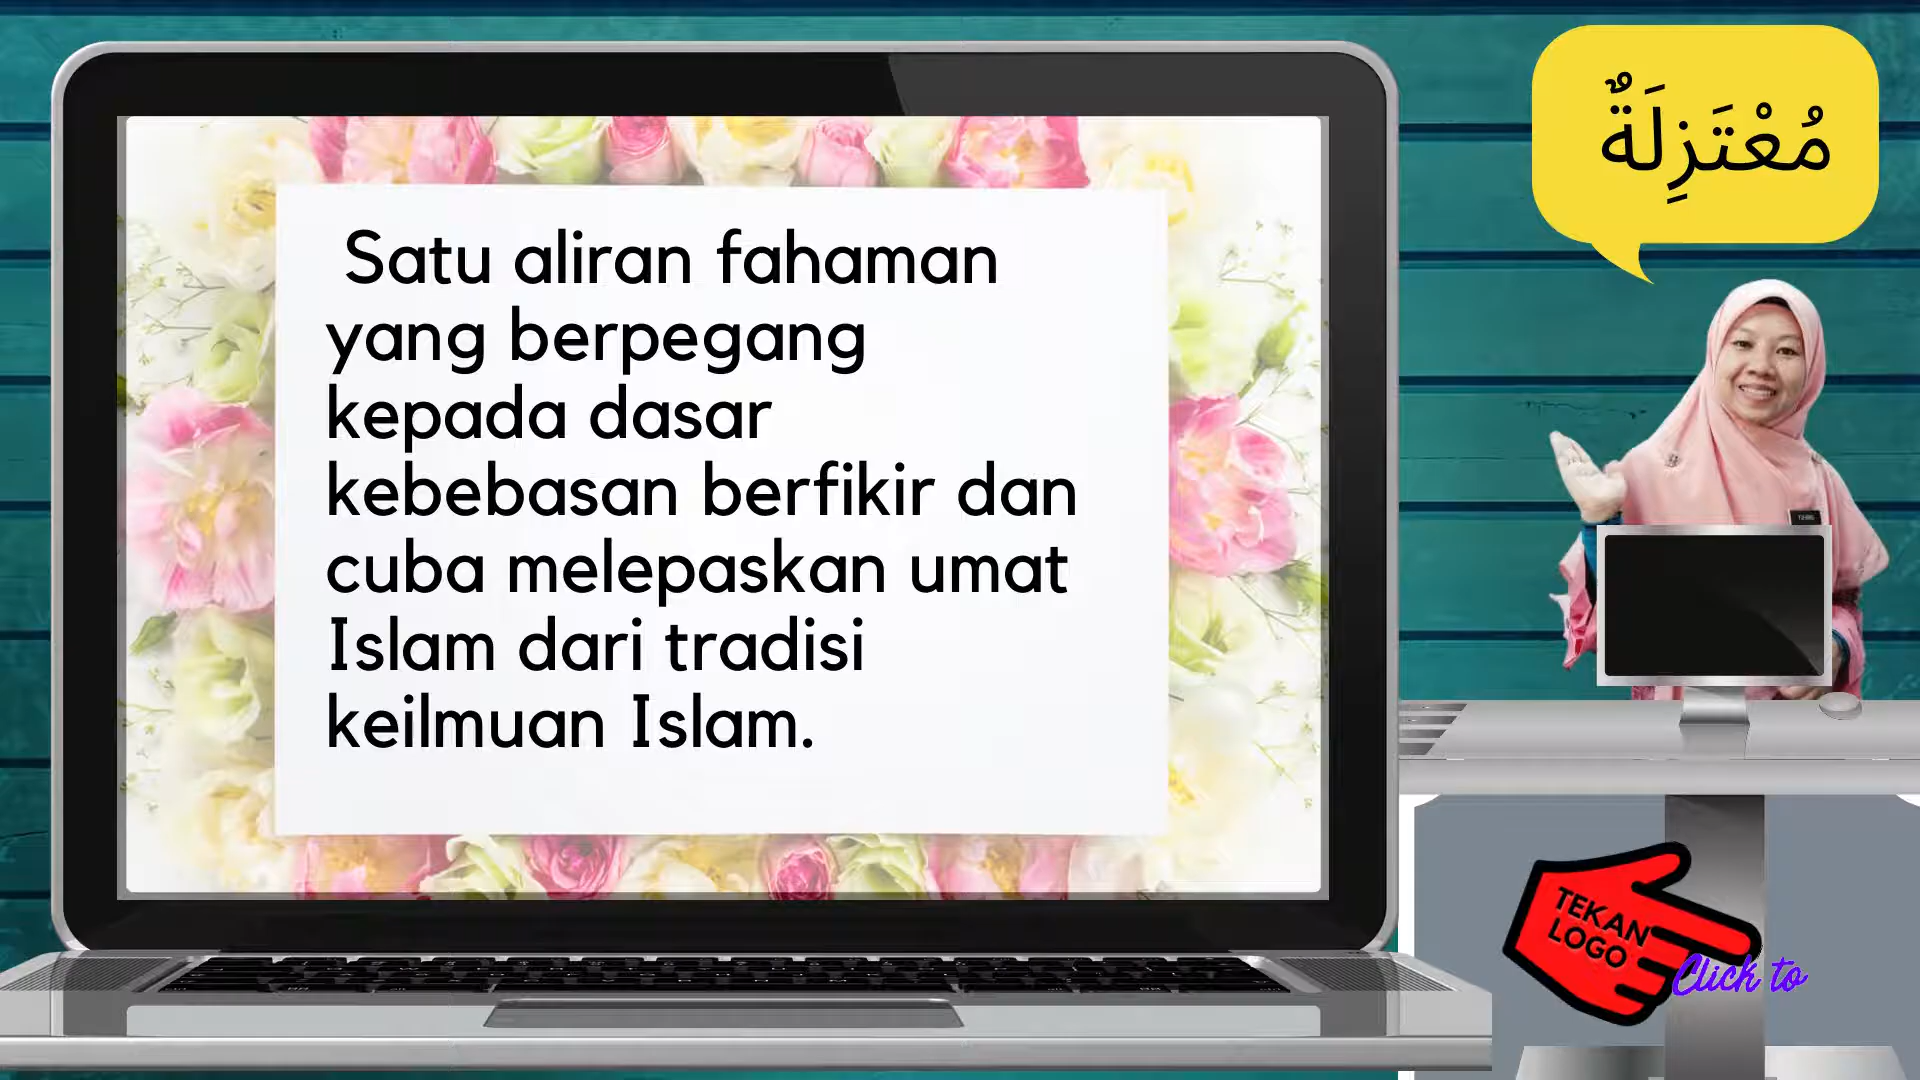 Satu aliran fahaman
yang berpegang
kepada dasar
kebebasan berfikir dan
cuba melepaskan umat
Islam dari tradisi
keilmuan Islam.
مُعْتَزِلَةٌ
TEKAN
LOGO
Click to